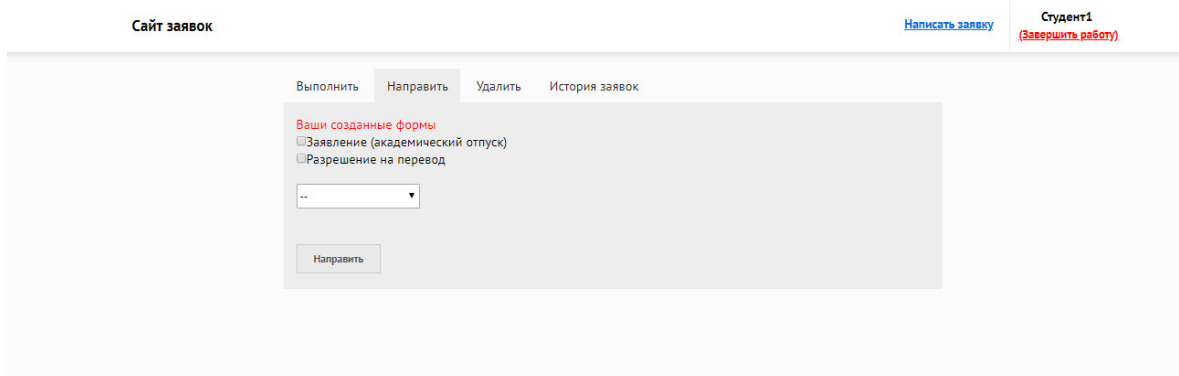 Сайт заявок
Написать заявку
Студент1
(Завершить работу)
Выполнить Направить Удалить История заявок
Ваши созданные формы
Заявление (академический отпуск)
Разрешение на перевод
--
Направить